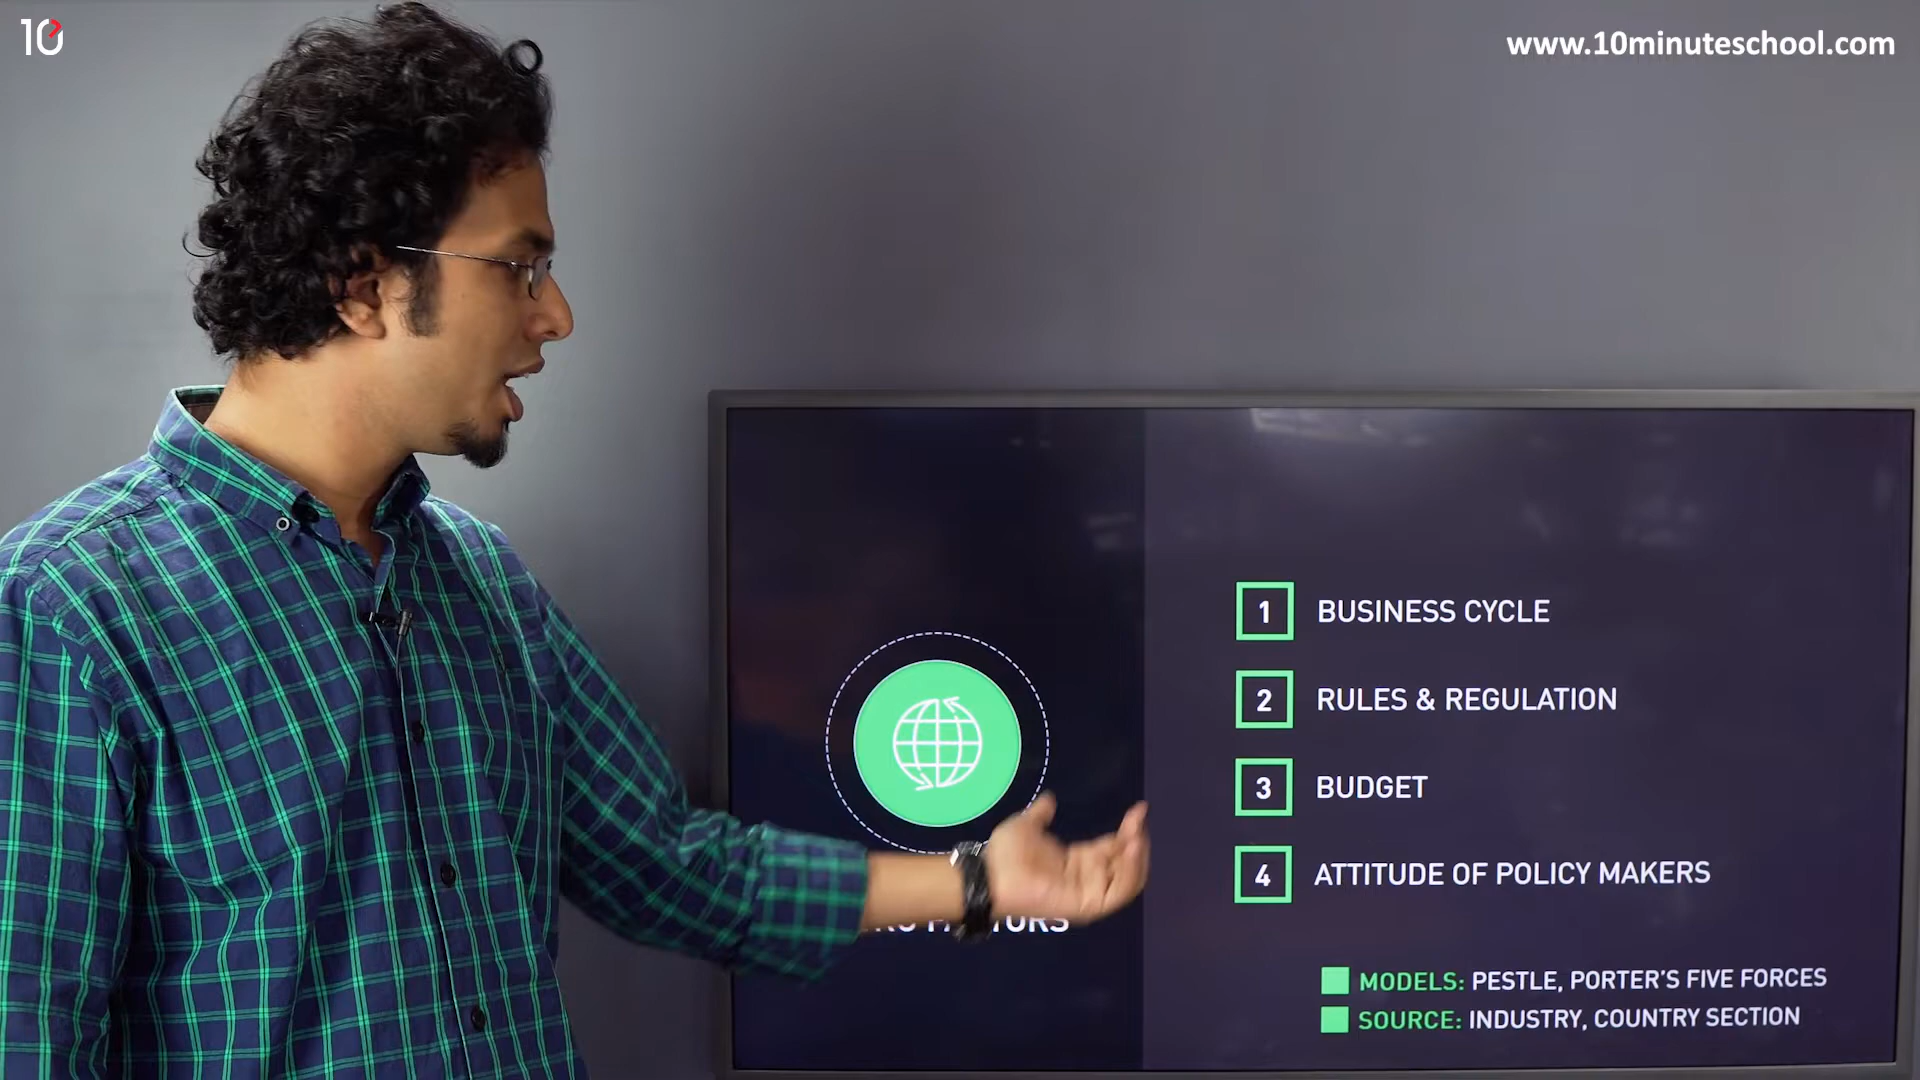 10
www.10minuteschool.com
1 BUSINESS CYCLE
2 RULES & REGULATION
3 BUDGET
4 ATTITUDE OF POLICY MAKERS
MODELS: PESTLE, PORTER'S FIVE FORCES
SOURCE: INDUSTRY, COUNTRY SECTION